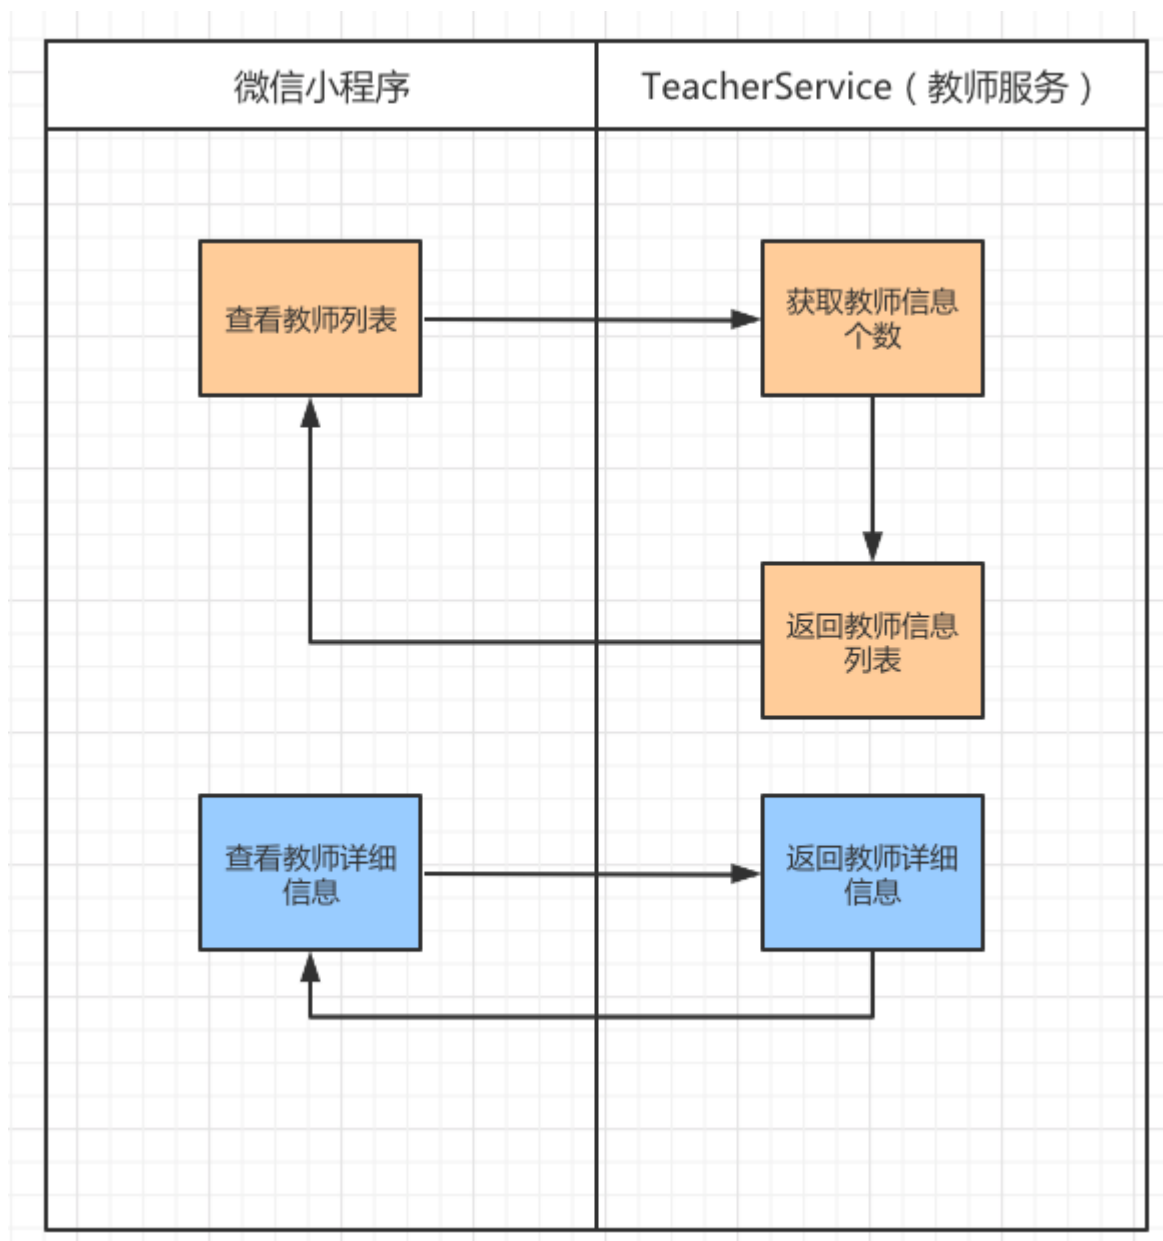 微信小程序
TeacherService（教师服务）
查看教师列表
获取教师信息
个数
返回教师信息
列表
查看教师详细
信息
返回教师详细
信息